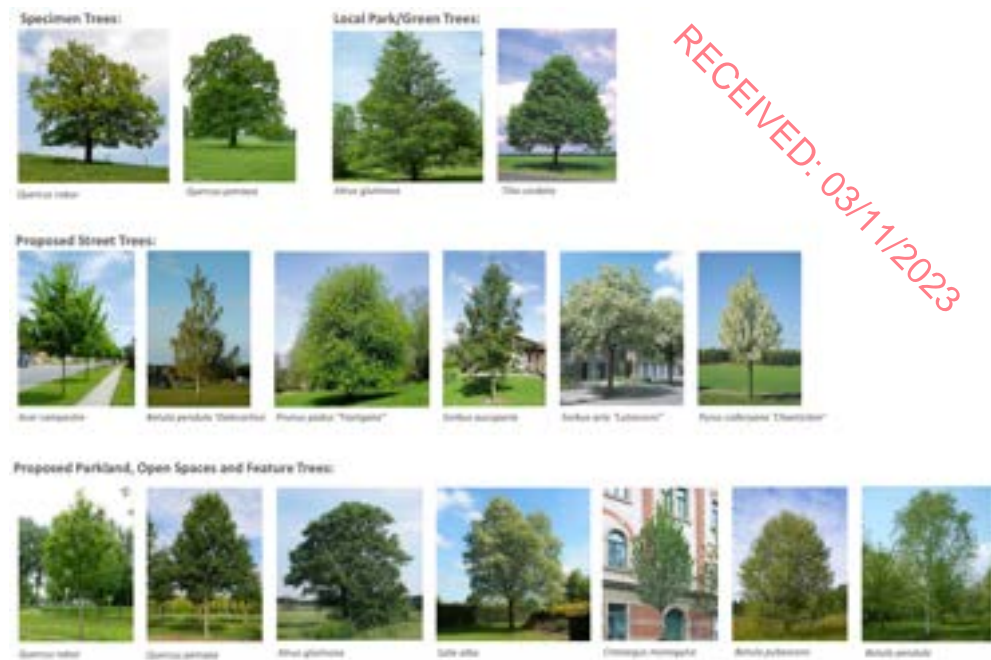 Specimen Trees:
Local Park/Green Trees:
Quercus robur
Quercus petraea
Alnus glutinosa
Tilia cordata
RECEIVED: 03/11/2023
Proposed Street Trees:
Acer campestre
Betula pendula
Prunus padus
Sorbus aucuparia
Sorbus aria "Lutescens"
Pyrus calleryana "Chanticleer"
Proposed Parkland, Open Spaces and Feature Trees:
Quercus robur
Quercus petraea
Alnus glutinosa
Salix alba
Crataegus monogyna
Betula pubescens
Betula pendula